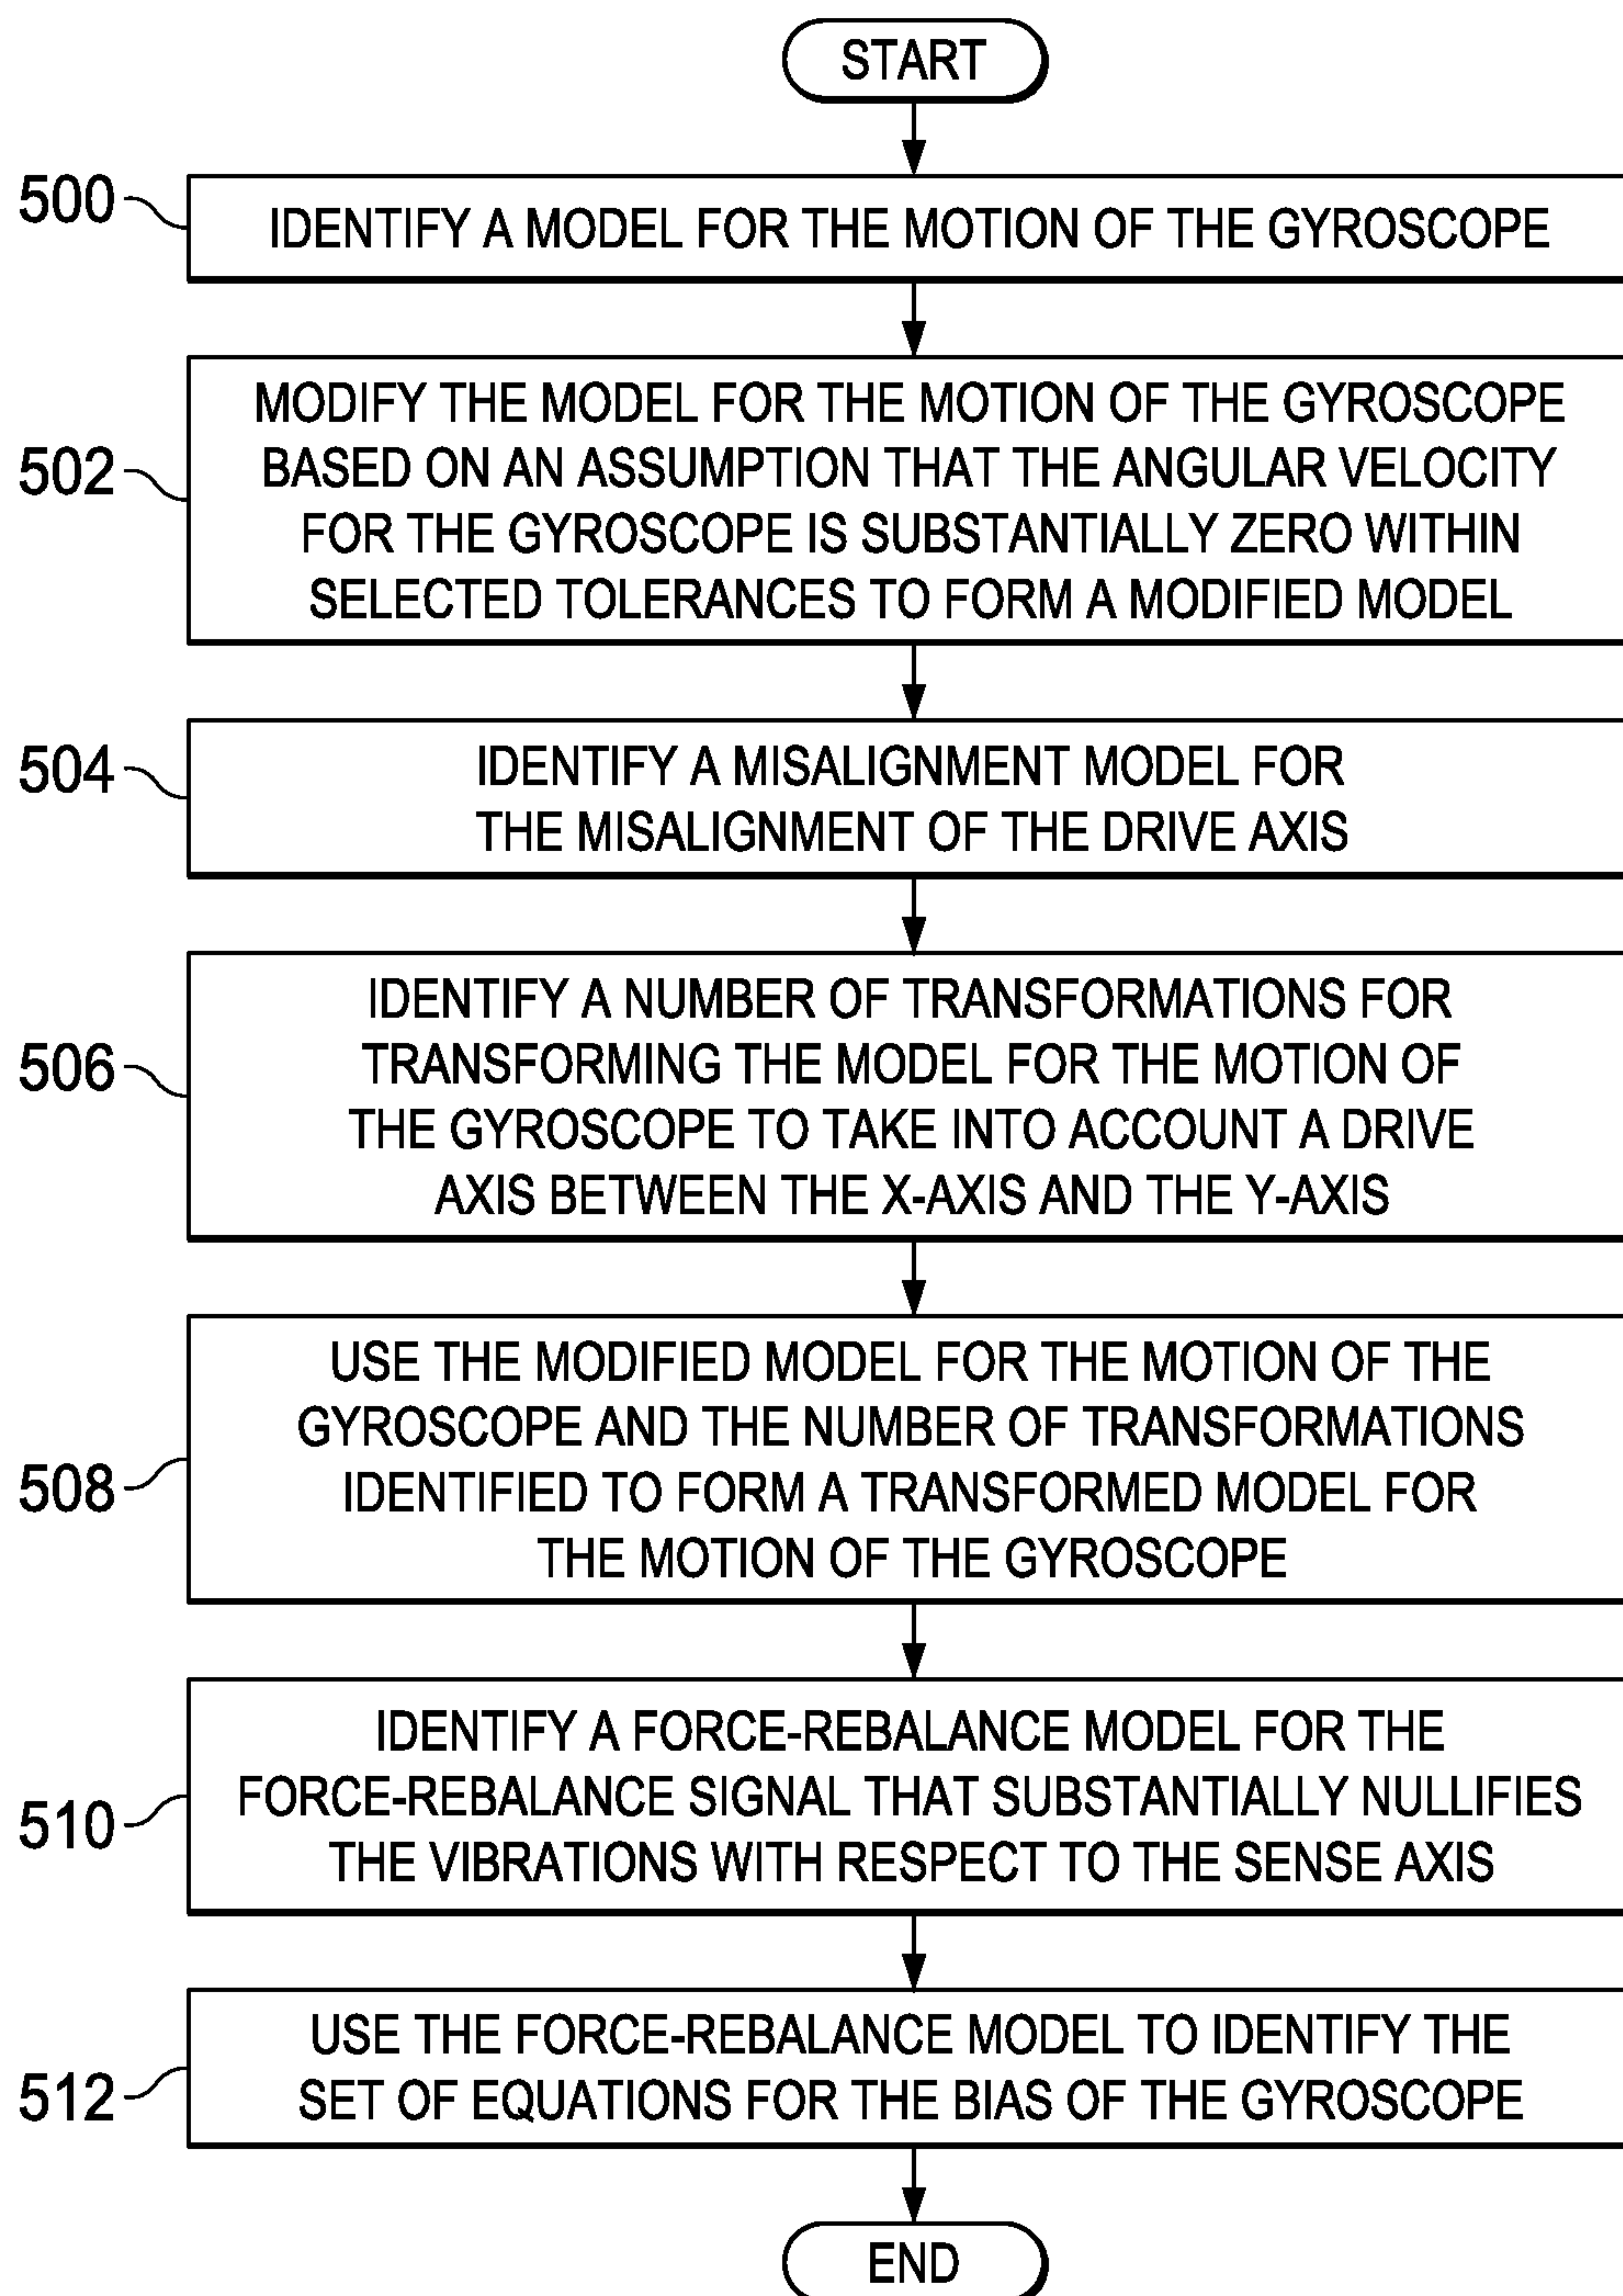 START
500
IDENTIFY A MODEL FOR THE MOTION OF THE GYROSCOPE
502
MODIFY THE MODEL FOR THE MOTION OF THE GYROSCOPE
BASED ON AN ASSUMPTION THAT THE ANGULAR VELOCITY
FOR THE GYROSCOPE IS SUBSTANTIALLY ZERO WITHIN
SELECTED TOLERANCES TO FORM A MODIFIED MODEL
504
IDENTIFY A MISALIGNMENT MODEL FOR
THE MISALIGNMENT OF THE DRIVE AXIS
506
IDENTIFY A NUMBER OF TRANSFORMATIONS FOR
TRANSFORMING THE MODEL FOR THE MOTION OF
THE GYROSCOPE TO TAKE INTO ACCOUNT A DRIVE
AXIS BETWEEN THE X-AXIS AND THE Y-AXIS
508
USE THE MODIFIED MODEL FOR THE MOTION OF THE
GYROSCOPE AND THE NUMBER OF TRANSFORMATIONS
IDENTIFIED TO FORM A TRANSFORMED MODEL FOR
THE MOTION OF THE GYROSCOPE
510
IDENTIFY A FORCE-REBALANCE MODEL FOR THE
FORCE-REBALANCE SIGNAL THAT SUBSTANTIALLY NULLIFIES
THE VIBRATIONS WITH RESPECT TO THE SENSE AXIS
512
USE THE FORCE-REBALANCE MODEL TO IDENTIFY THE
SET OF EQUATIONS FOR THE BIAS OF THE GYROSCOPE
END